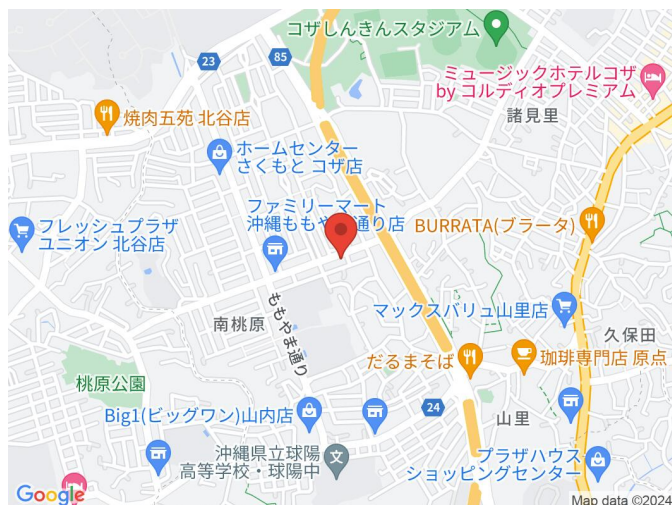 コザしんきんスタジアム
85
23
ミュージックホテルコザ
by コルディオプレミアム
焼肉五苑 北谷店
諸見里
ホームセンター
さくもと コザ店
ファミリーマート
沖縄ももや
通り店
BURRATA(ブラータ)
フレッシュプラザ
ユニオン 北谷店
マックスバリュ山里店
南桃原
ももやま通り
久保田
だるまそば
珈琲専門店 原点
桃原公園
Big1(ビッグワン)山内店
24
山里
沖縄県立球陽
高等学校・球陽中
プラザハウス
ショッピングセンター
Google
Map data ©2024